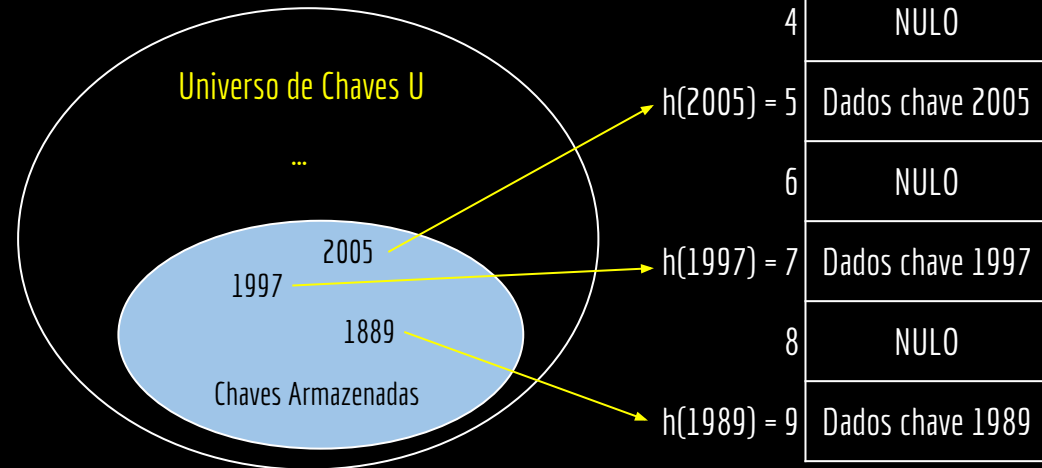 Universo de Chaves U
...
2005
1997
1889
Chaves Armazenadas
4 NULO
h(2005) = 5 Dados chave 2005
6 NULO
h(1997) = 7 Dados chave 1997
8 NULO
h(1989) = 9 Dados chave 1989